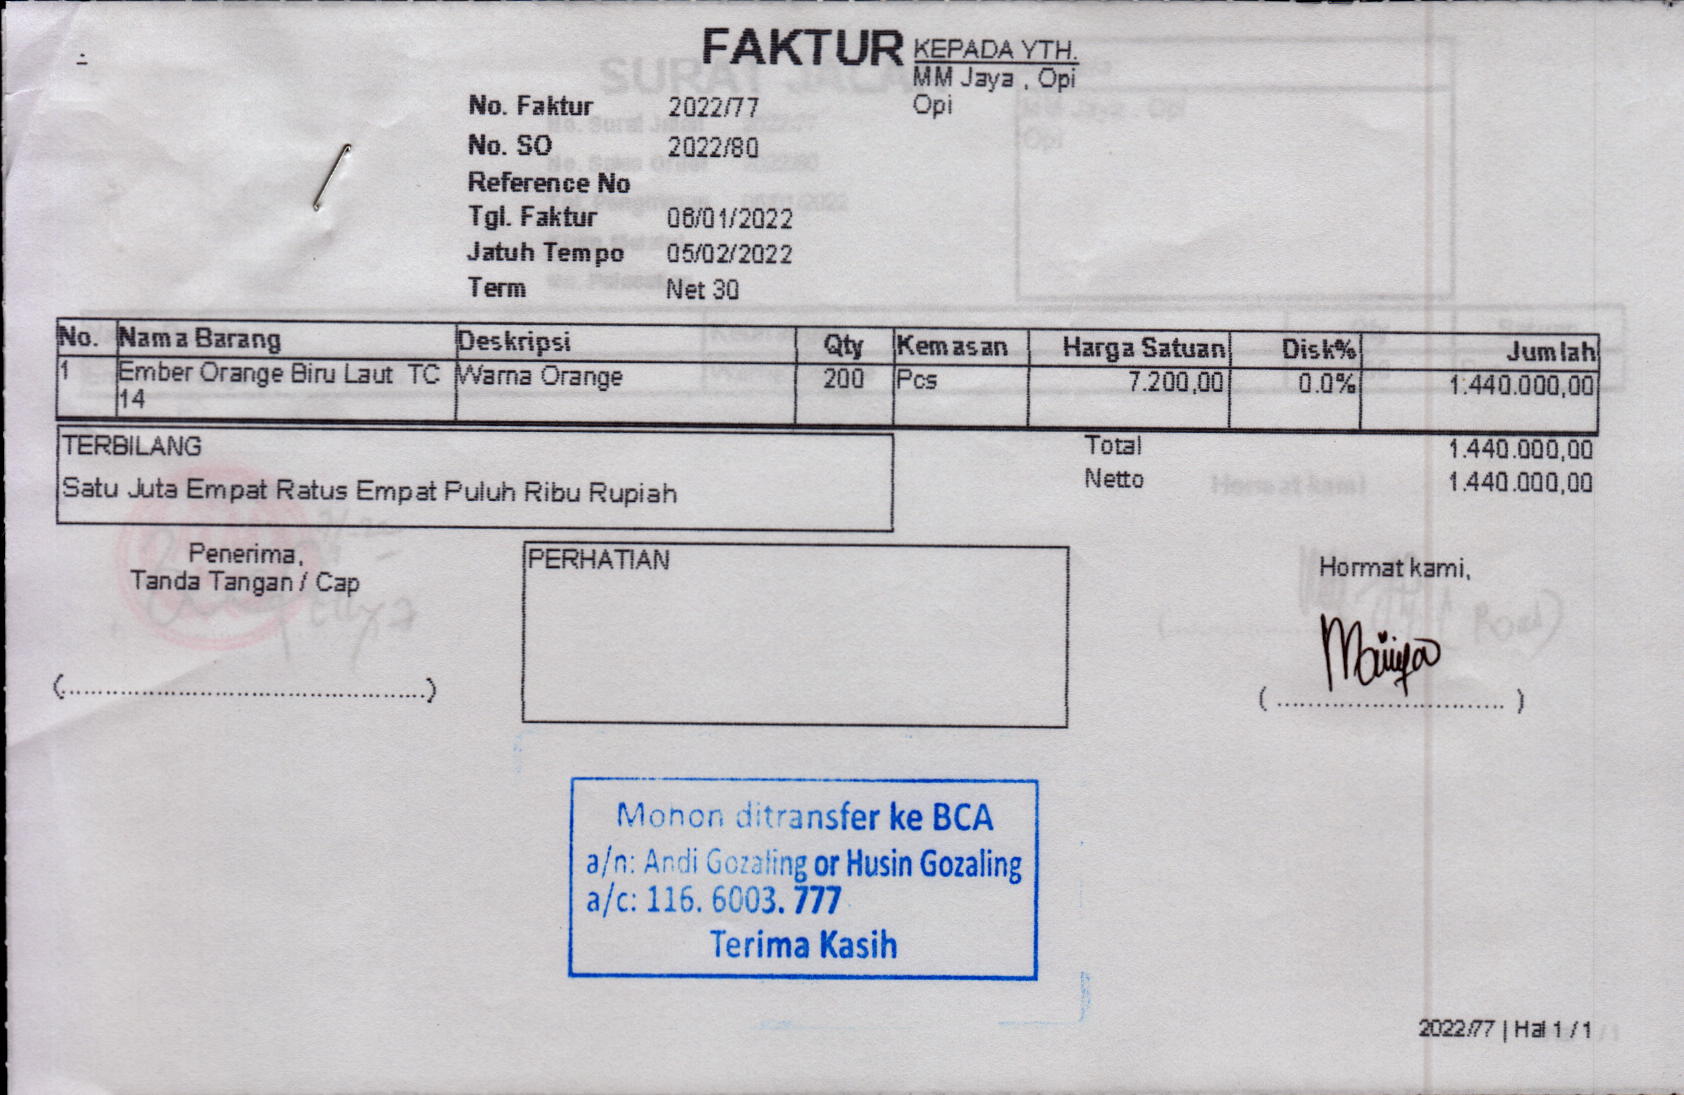 FAKTUR
KEPADA YTH.
MM Jaya , Opi
Opi
No. Faktur 2022/77
No. SO 2022/80
Reference No
Tgl. Faktur 06/01/2022
Jatuh Tempo 05/02/2022
Term Net 30
No. Nama Barang Deskripsi Qty Kemasan Harga Satuan Disk% Jumlah
1 Ember Orange Biru Laut TC Warna Orange 200 Pcs 7.200,00 0.0% 1.440.000,00
14
TERBILANG
Satu Juta Empat Ratus Empat Puluh Ribu Rupiah
Total 1.440.000,00
Netto 1.440.000,00
Penerima,
Tanda Tangan / Cap
(............................................)
PERHATIAN
Hormat kami,
( ............................ )
Mohon ditransfer ke BCA
a/n: Andi Gozaling or Husin Gozaling
a/c: 116. 6003. 777
Terima Kasih
2022/77 | Hal 1 / 1